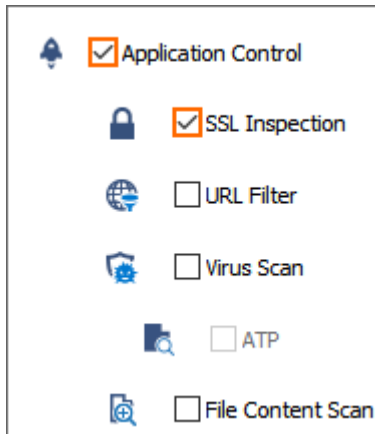 Application Control
SSL Inspection
URL Filter
Virus Scan
ATP
File Content Scan